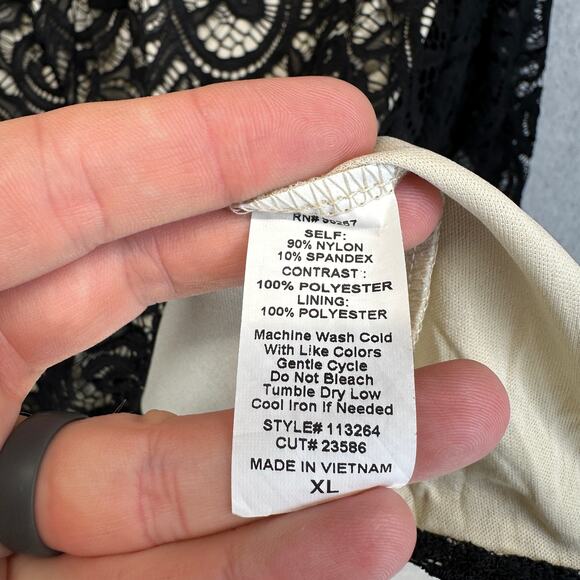 RN#
SELF:
90% NYLON
10% SPANDEX
CONTRAST :
100% POLYESTER
LINING:
100% POLYESTER
Machine Wash Cold
With Like Colors
Gentle Cycle
Do Not Bleach
Tumble Dry Low
Cool Iron If Needed
STYLE# 113264
CUT# 23586
MADE IN VIETNAM
XL